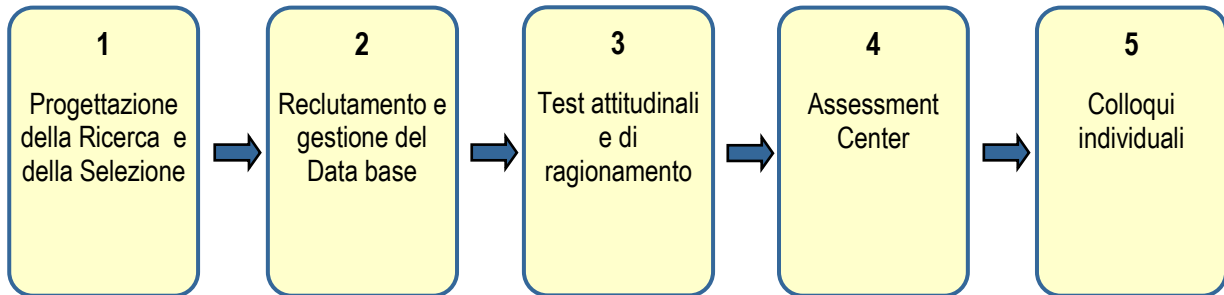 1
Progettazione
della Ricerca e
della Selezione
2
Reclutamento e
gestione del
Data base
3
Test attitudinali
e di
ragionamento
4
Assessment
Center
5
Colloqui
individuali